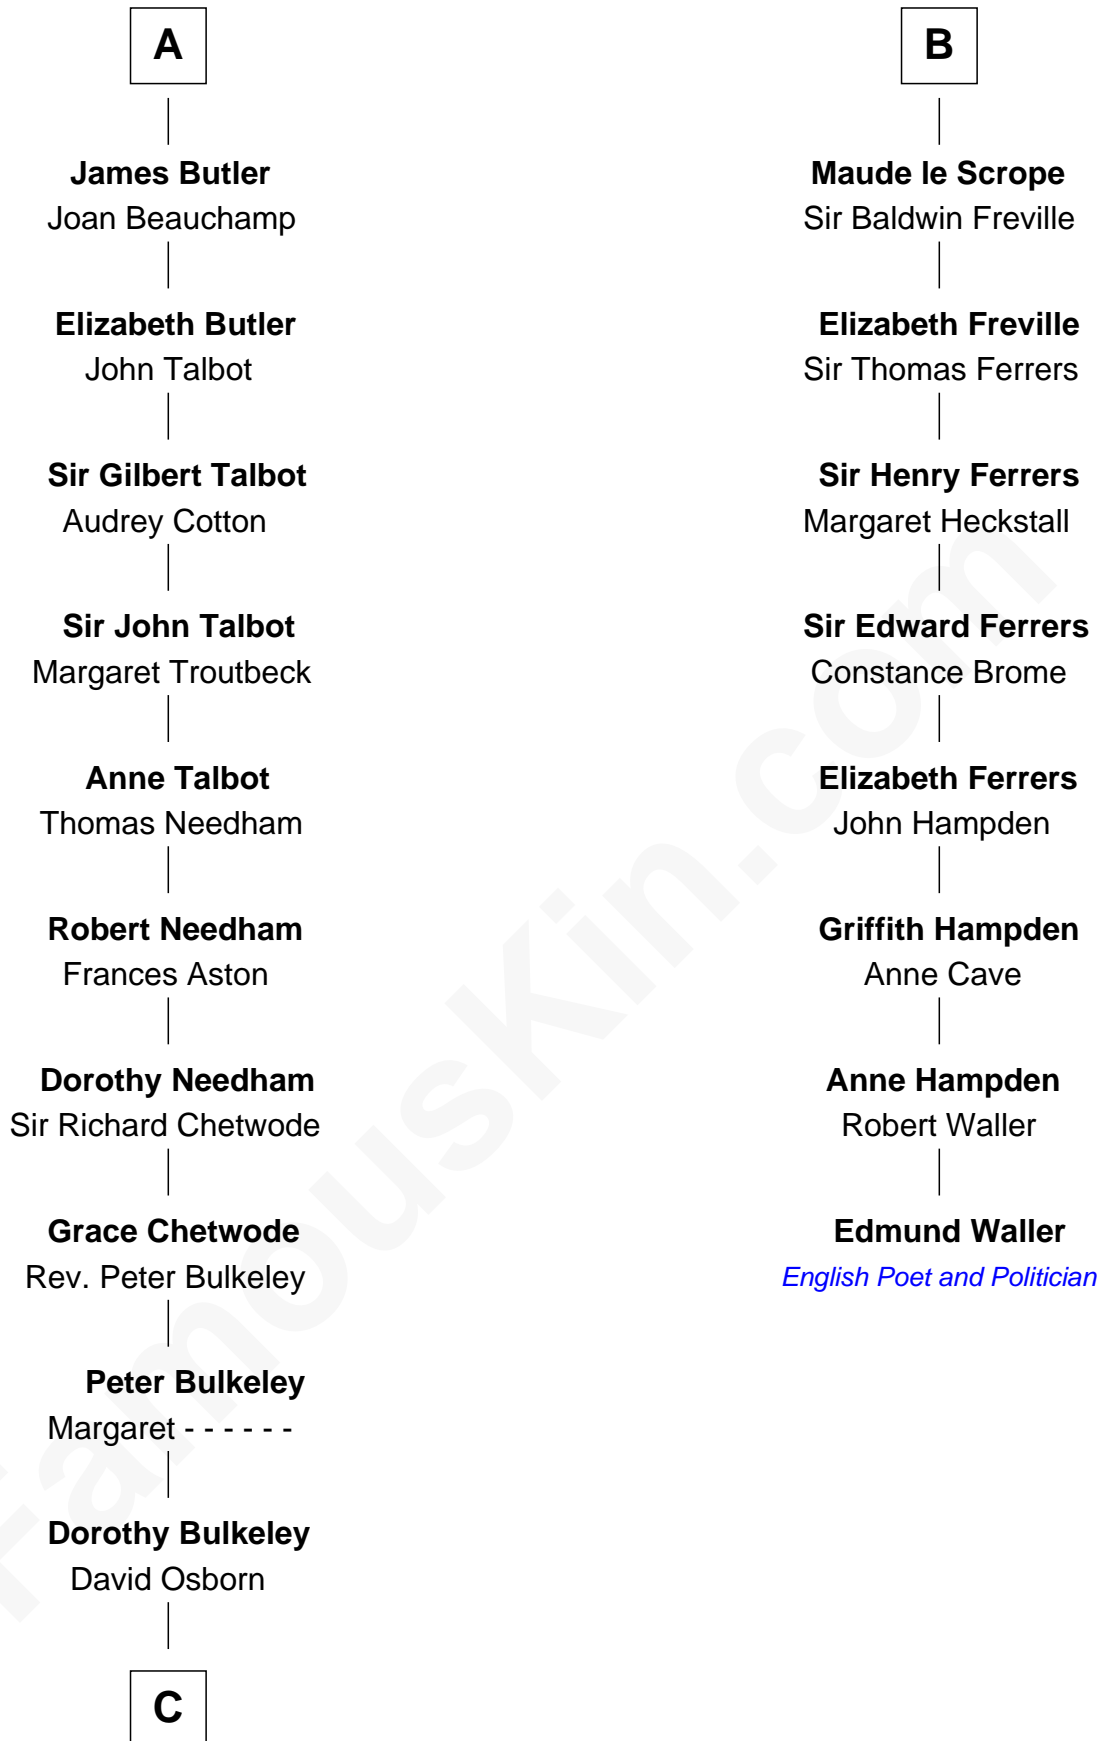 A
James Butler
Joan Beauchamp
Elizabeth Butler
John Talbot
Sir Gilbert Talbot
Audrey Cotton
Sir John Talbot
Margaret Troutbeck
Anne Talbot
Thomas Needham
Robert Needham
Frances Aston
Dorothy Needham
Sir Richard Chetwode
Grace Chetwode
Rev. Peter Bulkeley
Peter Bulkeley
Margaret - - - - - -
Dorothy Bulkeley
David Osborn
C
B
Maude le Scrope
Sir Baldwin Freville
Elizabeth Freville
Sir Thomas Ferrers
Sir Henry Ferrers
Margaret Heckstall
Sir Edward Ferrers
Constance Brome
Elizabeth Ferrers
John Hampden
Griffith Hampden
Anne Cave
Anne Hampden
Robert Waller
Edmund Waller
English Poet and Politician
FamousKin.com